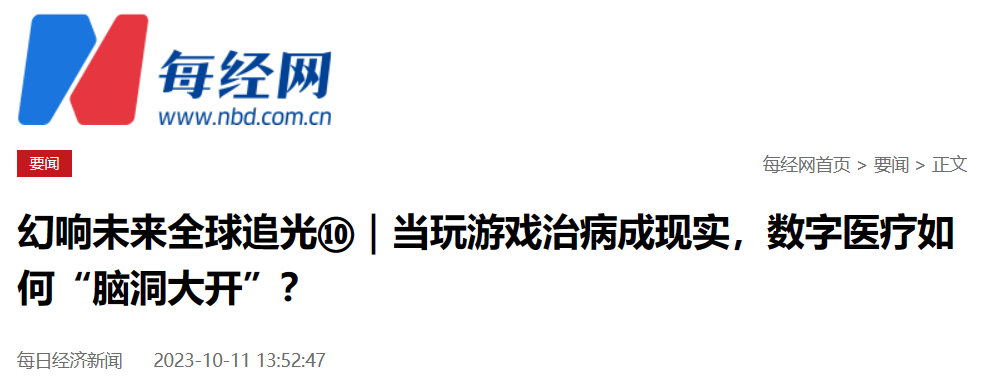 每经网
www.nbd.com.cn
要闻
每经网首页 > 要闻 > 正文
幻响未来全球追光⑩｜当玩游戏治病成现实，数字医疗如
何“脑洞大开”？
每日经济新闻 2023-10-11 13:52:47